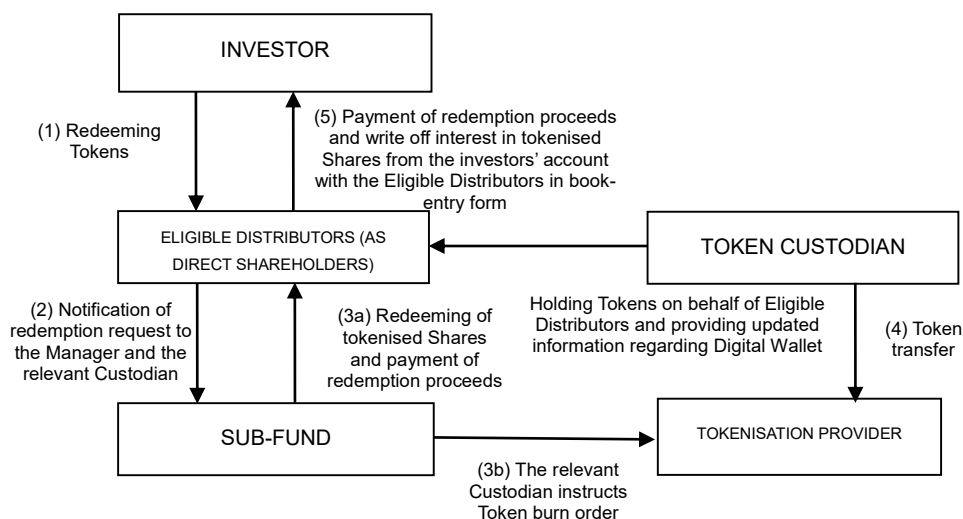 INVESTOR
(1) Redeeming
Tokens
(5) Payment of redemption proceeds
and write off interest in tokenised
Shares from the investors’ account
with the Eligible Distributors in book-
entry form
ELIGIBLE DISTRIBUTORS (AS
DIRECT SHAREHOLDERS)
TOKEN CUSTODIAN
(2) Notification of
redemption request to
the Manager and the
relevant Custodian
(3a) Redeeming of
tokenised Shares
and payment of
redemption proceeds
Holding Tokens on behalf of Eligible
Distributors and providing updated
information regarding Digital Wallet
(4) Token
transfer
SUB-FUND
TOKENISATION PROVIDER
(3b) The relevant
Custodian instructs
Token burn order